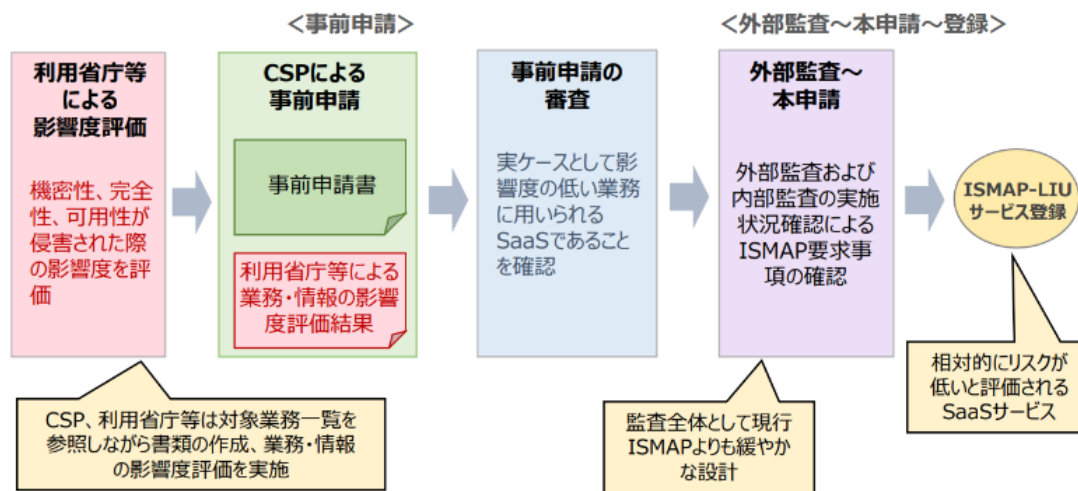 <事前申請>
<外部監査~本申請~登録>
利用省庁等
による
影響度評価
機密性、完全
性、可用性が
侵害された際
の影響度を評
価
CSPによる
事前申請
事前申請書
利用省庁等による
業務・情報の影響
度評価結果
事前申請の
審査
実ケースとして影
響度の低い業務
に用いられる
SaaSであること
を確認
外部監査~
本申請
外部監査および
内部監査の実施
状況確認による
ISMAP要求事
項の確認
ISMAP-LIU
サービス登録
CSP、利用省庁等は対象業務一覧を
参照しながら書類の作成、業務・情報
の影響度評価を実施
監査全体として現行
ISMAPよりも緩やか
な設計
相対的にリスクが
低いと評価される
SaaSサービス